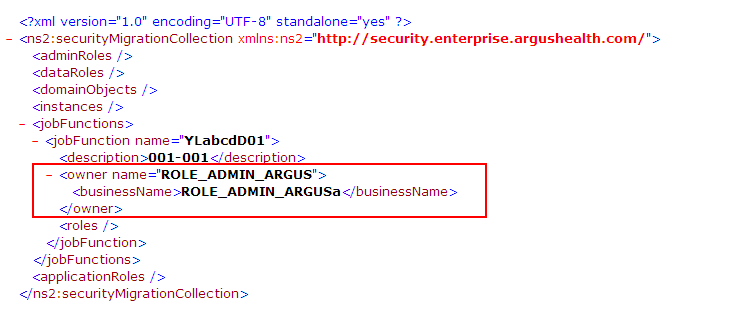 <?xml version="1.0" encoding="UTF-8" standalone="yes" ?>
– <ns2:securityMigrationCollection xmlns:ns2="http://security.enterprise.argushealth.com/">
<adminRoles />
<dataRoles />
<domainObjects />
<instances />
– <jobFunctions>
– <jobFunction name="YLabcdD01">
<description>001-001</description>
– <owner name="ROLE_ADMIN_ARGUS">
<businessName>ROLE_ADMIN_ARGUSa</businessName>
</owner>
<roles />
</jobFunction>
</jobFunctions>
<applicationRoles />
</ns2:securityMigrationCollection>